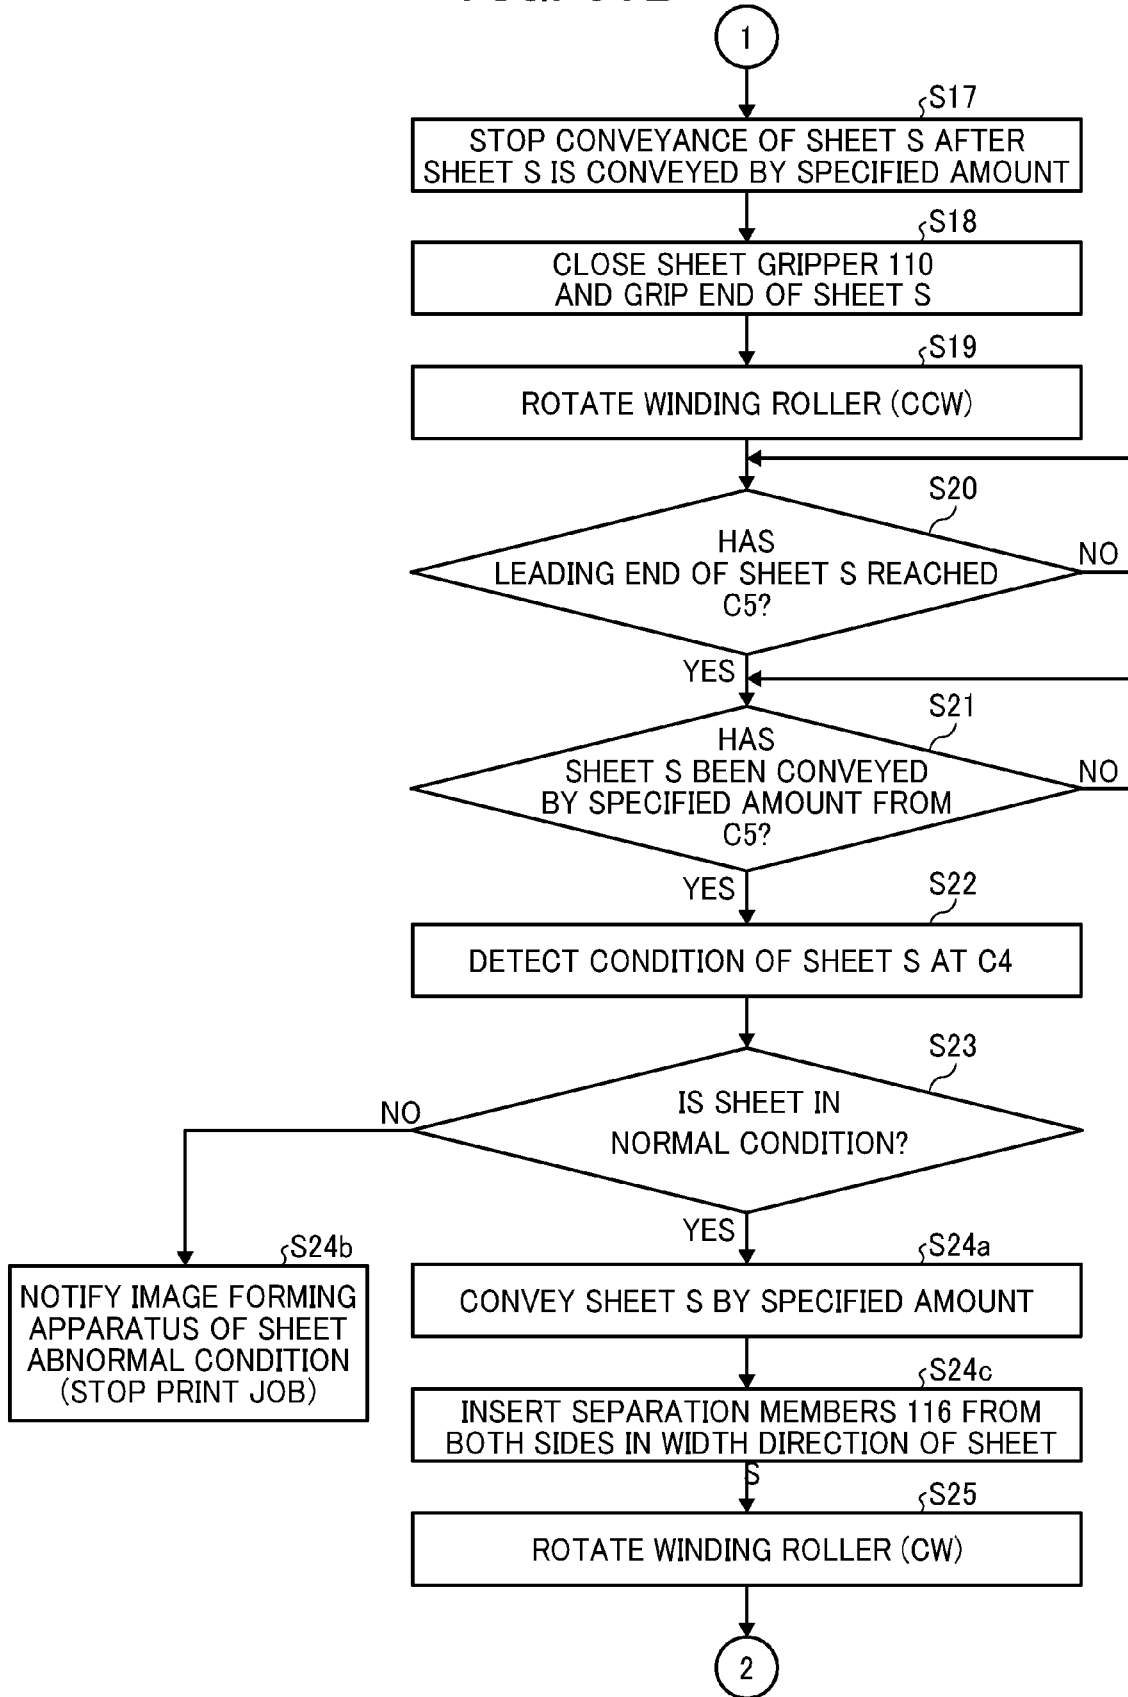 1
S17
STOP CONVEYANCE OF SHEET S AFTER
SHEET S IS CONVEYED BY SPECIFIED AMOUNT
S18
CLOSE SHEET GRIPPER 110
AND GRIP END OF SHEET S
S19
ROTATE WINDING ROLLER (CCW)
S20
HAS
LEADING END OF SHEET S REACHED
C5?
NO
YES
S21
HAS
SHEET S BEEN CONVEYED
BY SPECIFIED AMOUNT FROM
C5?
NO
YES
S22
DETECT CONDITION OF SHEET S AT C4
S23
IS SHEET IN
NORMAL CONDITION?
NO
YES
S24b
NOTIFY IMAGE FORMING
APPARATUS OF SHEET
ABNORMAL CONDITION
(STOP PRINT JOB)
S24a
CONVEY SHEET S BY SPECIFIED AMOUNT
S24c
INSERT SEPARATION MEMBERS 116 FROM
BOTH SIDES IN WIDTH DIRECTION OF SHEET
S
S25
ROTATE WINDING ROLLER (CW)
2